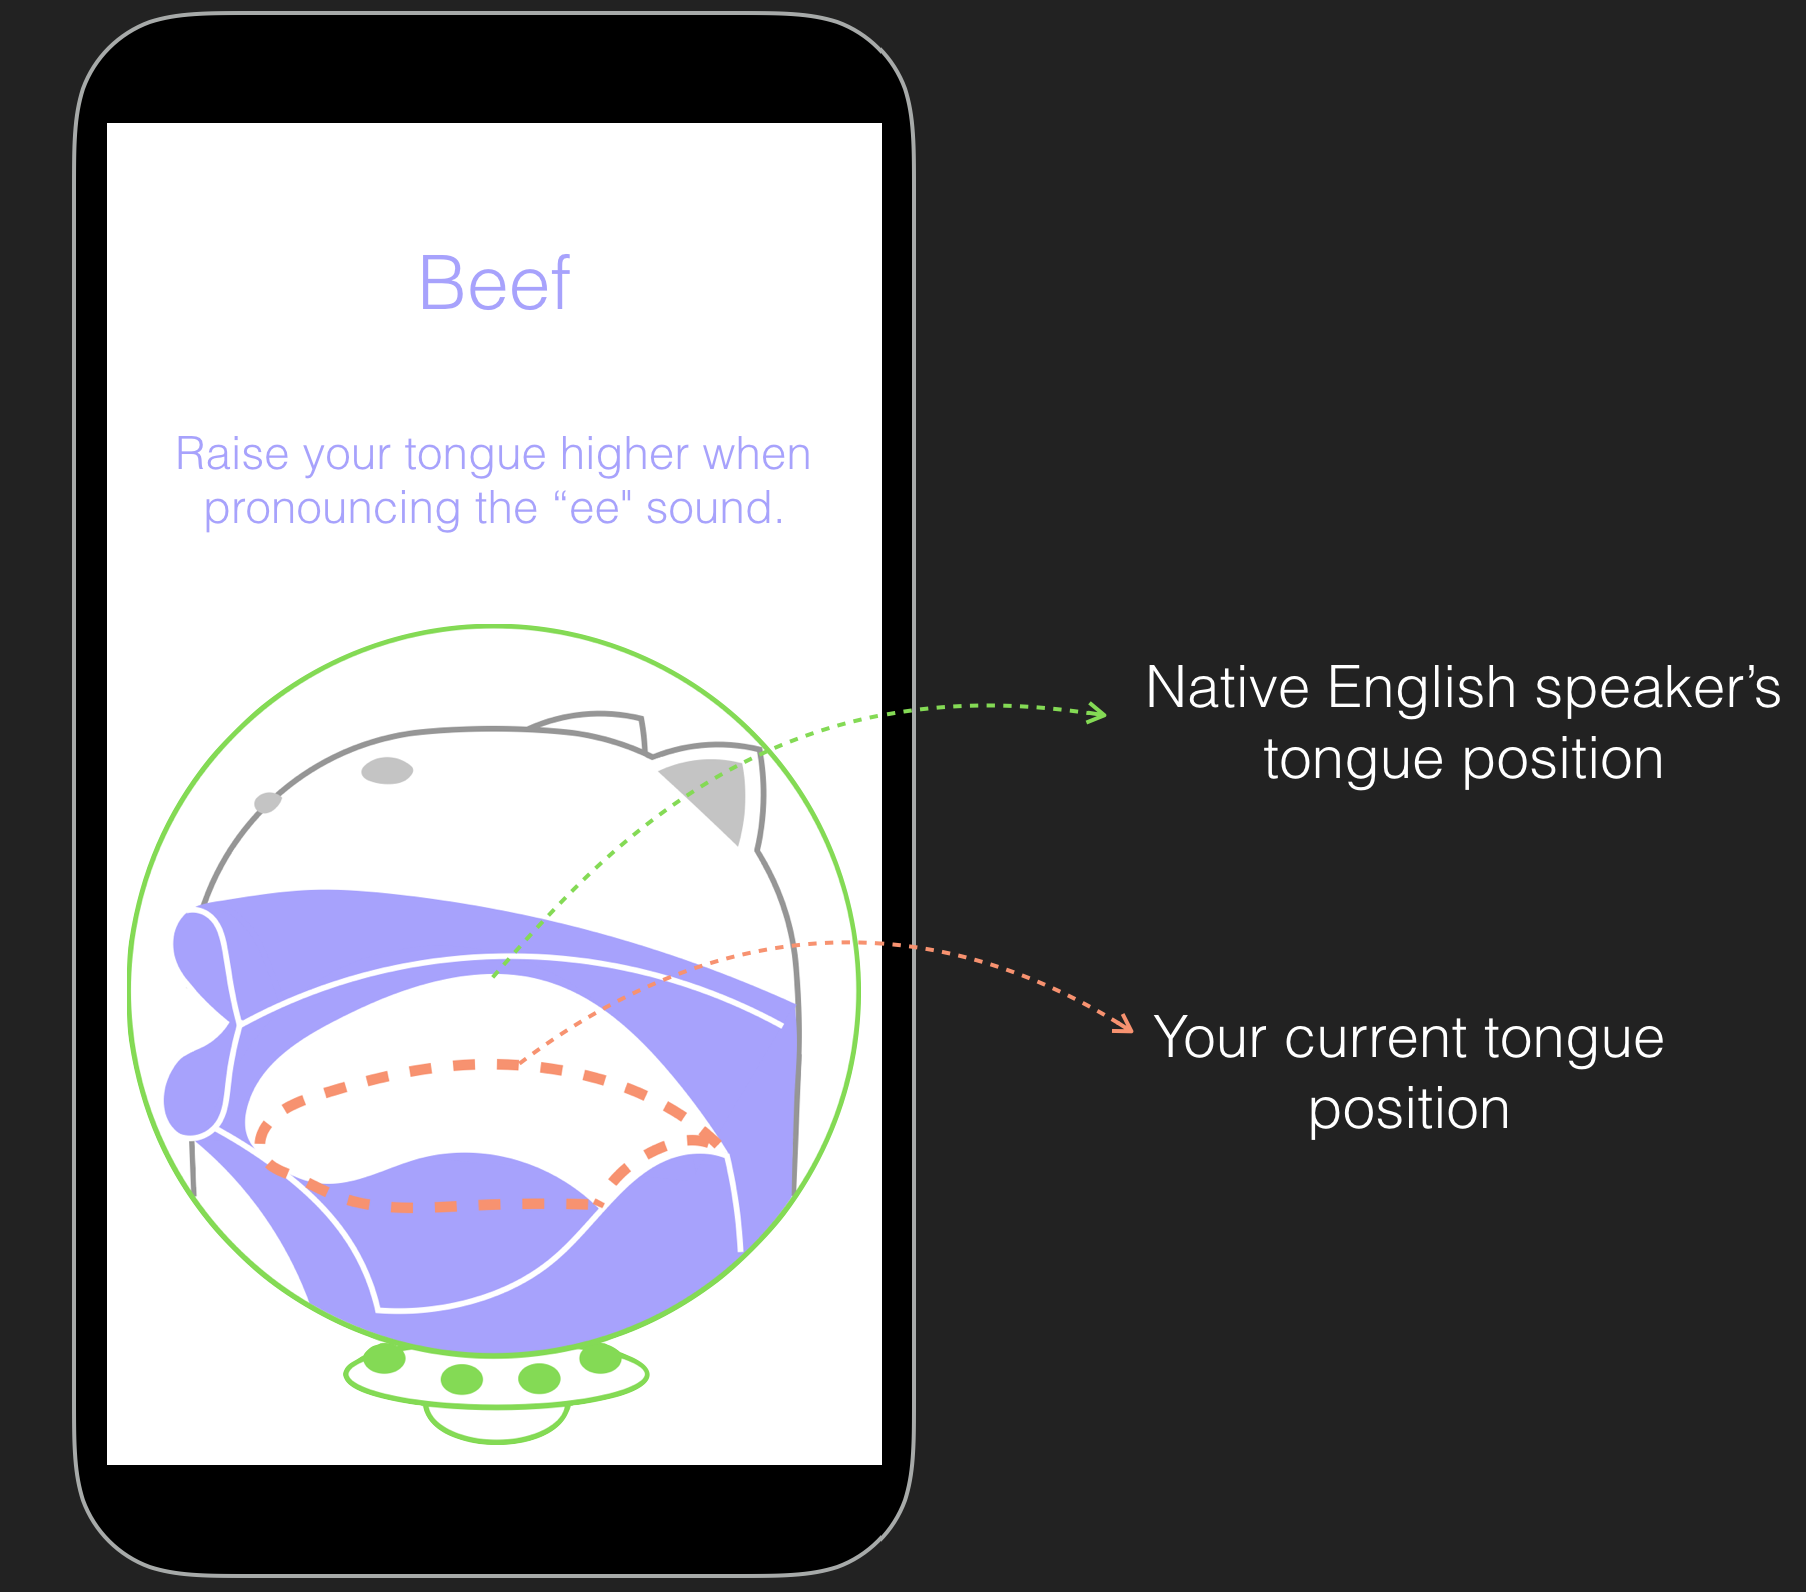 Beef
Raise your tongue higher when
pronouncing the “ee" sound.
Native English speaker’s
tongue position
Your current tongue
position